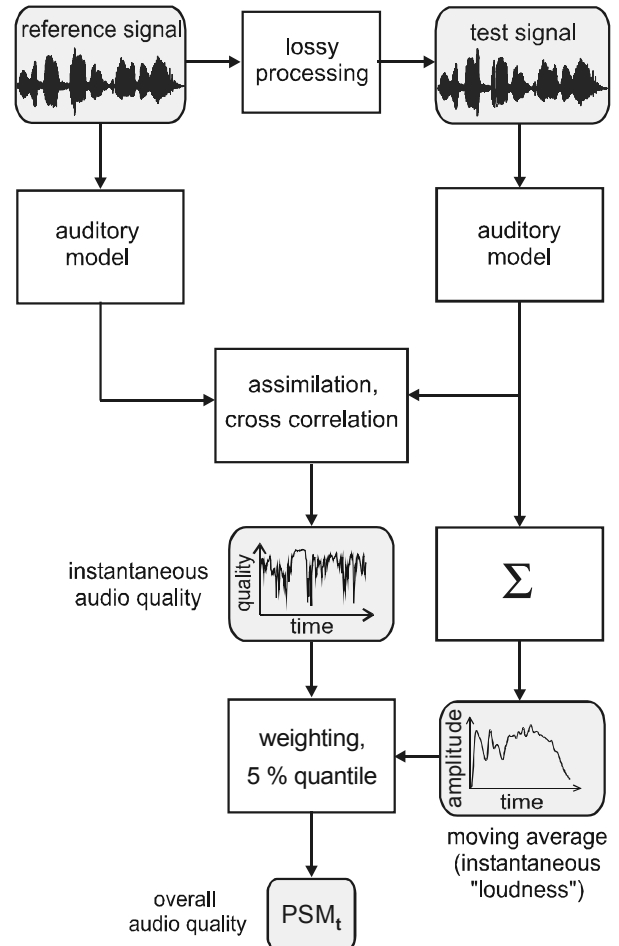 reference signal
lossy
processing
test signal
auditory
model
auditory
model
assimilation,
cross correlation
instantaneous
audio quality
quality
time
Σ
weighting,
5 % quantile
amplitude
time
moving average
(instantaneous
"loudness")
overall
audio quality
PSMt